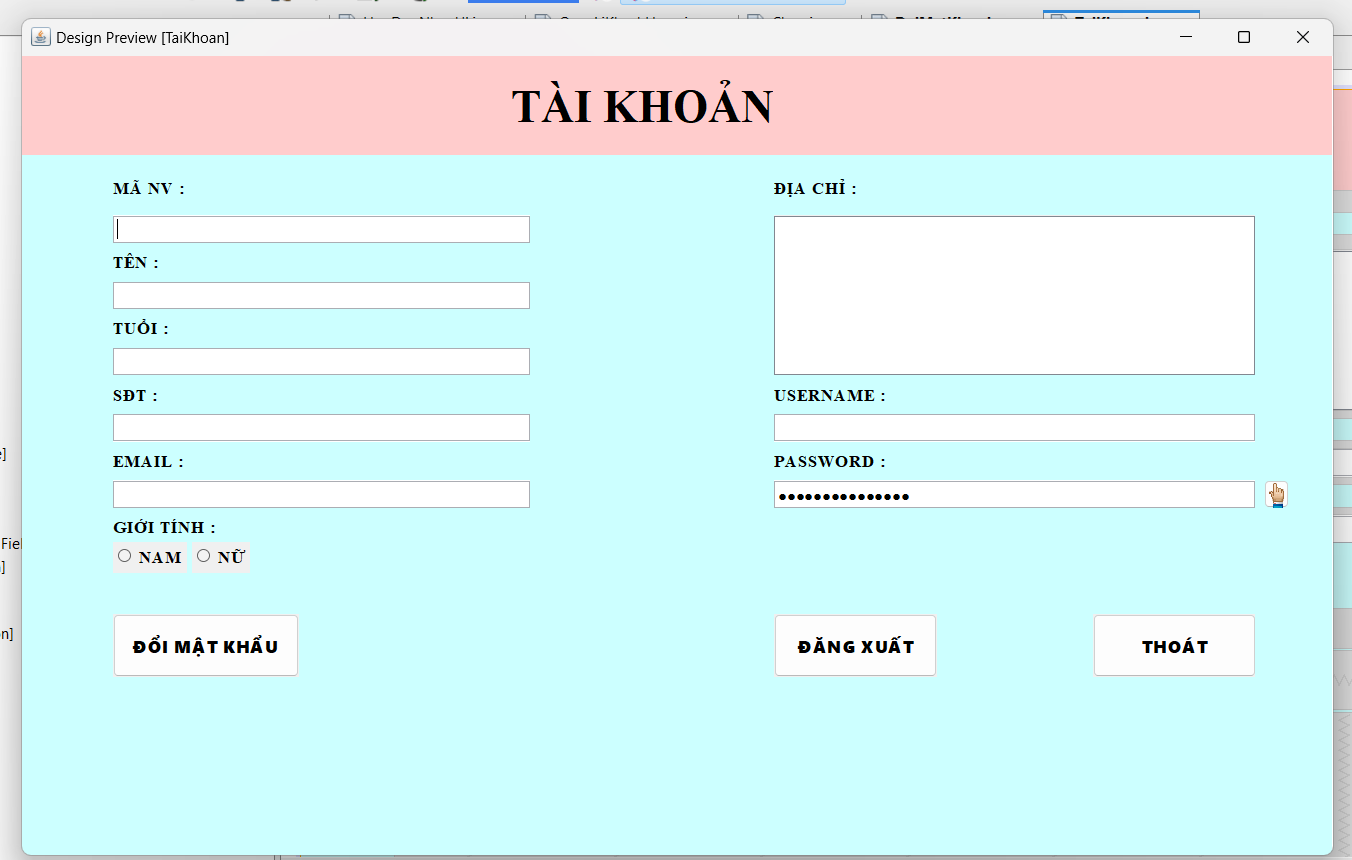 Design Preview [TaiKhoan]
TÀI KHOẢN
MÃ NV :
TÊN :
TUỔI :
SĐT :
EMAIL :
GIỚI TÍNH :
NAM NỮ
ĐỊA CHỈ :
USERNAME :
PASSWORD :
ĐỔI MẬT KHẨU
ĐĂNG XUẤT
THOÁT